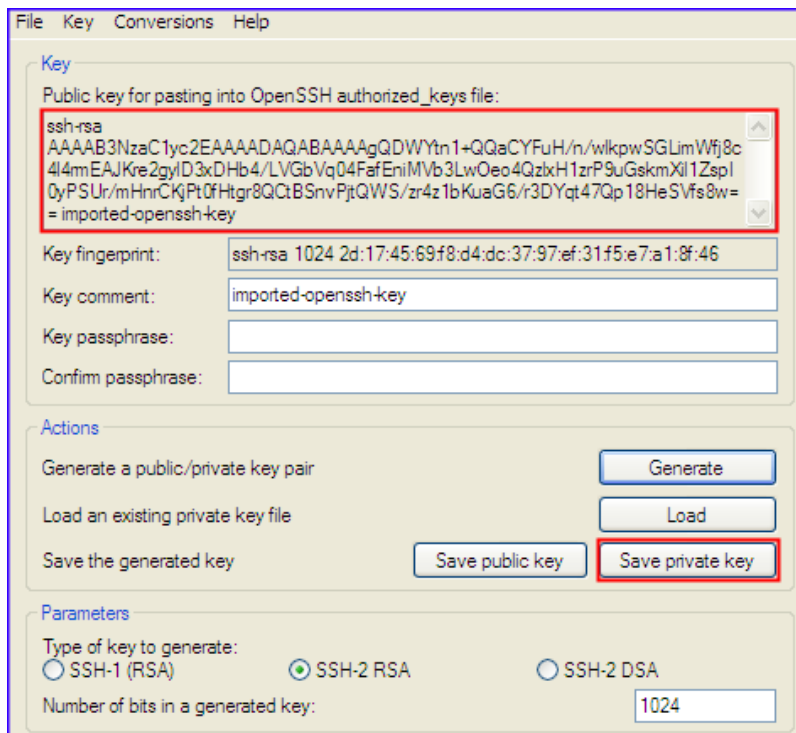 File Key Conversions Help
Key
Public key for pasting into OpenSSH authorized_keys file:
ssh-rsa
AAAAB3NzaC1yc2EAAAADAQABAAAAgQDWYtn1+QQaCYFuH/n/wlkpwSGLimWfj8c
4l4mEAJKre2gyID3xDHb4/LVGbVq04FafEniMVb3LwOeo4QzlxH1zrP9uGskmXil1ZspI
0yPSUr/mHnrCKjPt0fHtgr8QCtBSnvPjtQWS/zr4z1bKuaG6/r3DYqt47Qp18HeSVfs8w=
= imported-openssh-key
Key fingerprint: ssh-rsa 1024 2d:17:45:69:f8:d4:dc:37:97:ef:31:f5:e7:a1:8f:46
Key comment: imported-openssh-key
Key passphrase:
Confirm passphrase:
Actions
Generate a public/private key pair Generate
Load an existing private key file Load
Save the generated key Save public key Save private key
Parameters
Type of key to generate:
SSH-1 (RSA) SSH-2 RSA SSH-2 DSA
Number of bits in a generated key: 1024